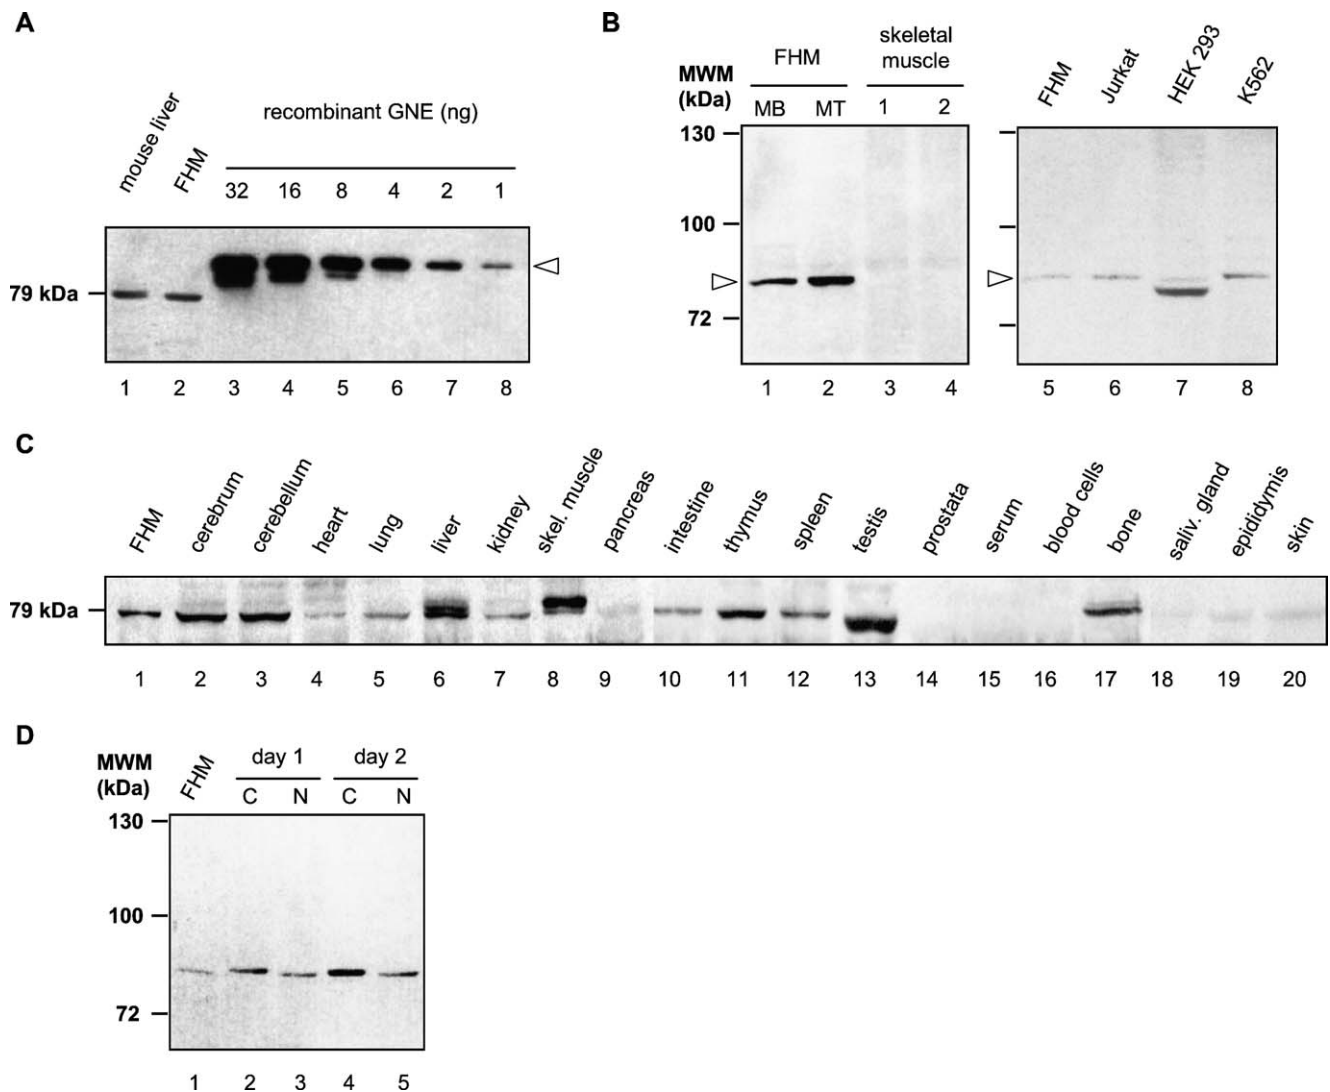 A
mouse liver
FHM
recombinant GNE (ng)
32 16 8 4 2 1
79 kDa
1 2 3 4 5 6 7 8
B
MWM
(kDa)
FHM
skeletal
muscle
MB MT 1 2
130
100
72
1 2 3 4
FHM
Jurkat
HEK 293
K562
5 6 7 8
C
FHM
cerebrum
cerebellum
heart
lung
liver
kidney
skel. muscle
pancreas
intestine
thymus
spleen
testis
prostata
serum
blood cells
bone
saliv. gland
epididymis
skin
79 kDa
1 2 3 4 5 6 7 8 9 10 11 12 13 14 15 16 17 18 19 20
D
MWM
(kDa)
FHM
day 1 day 2
C N C N
130
100
72
1 2 3 4 5